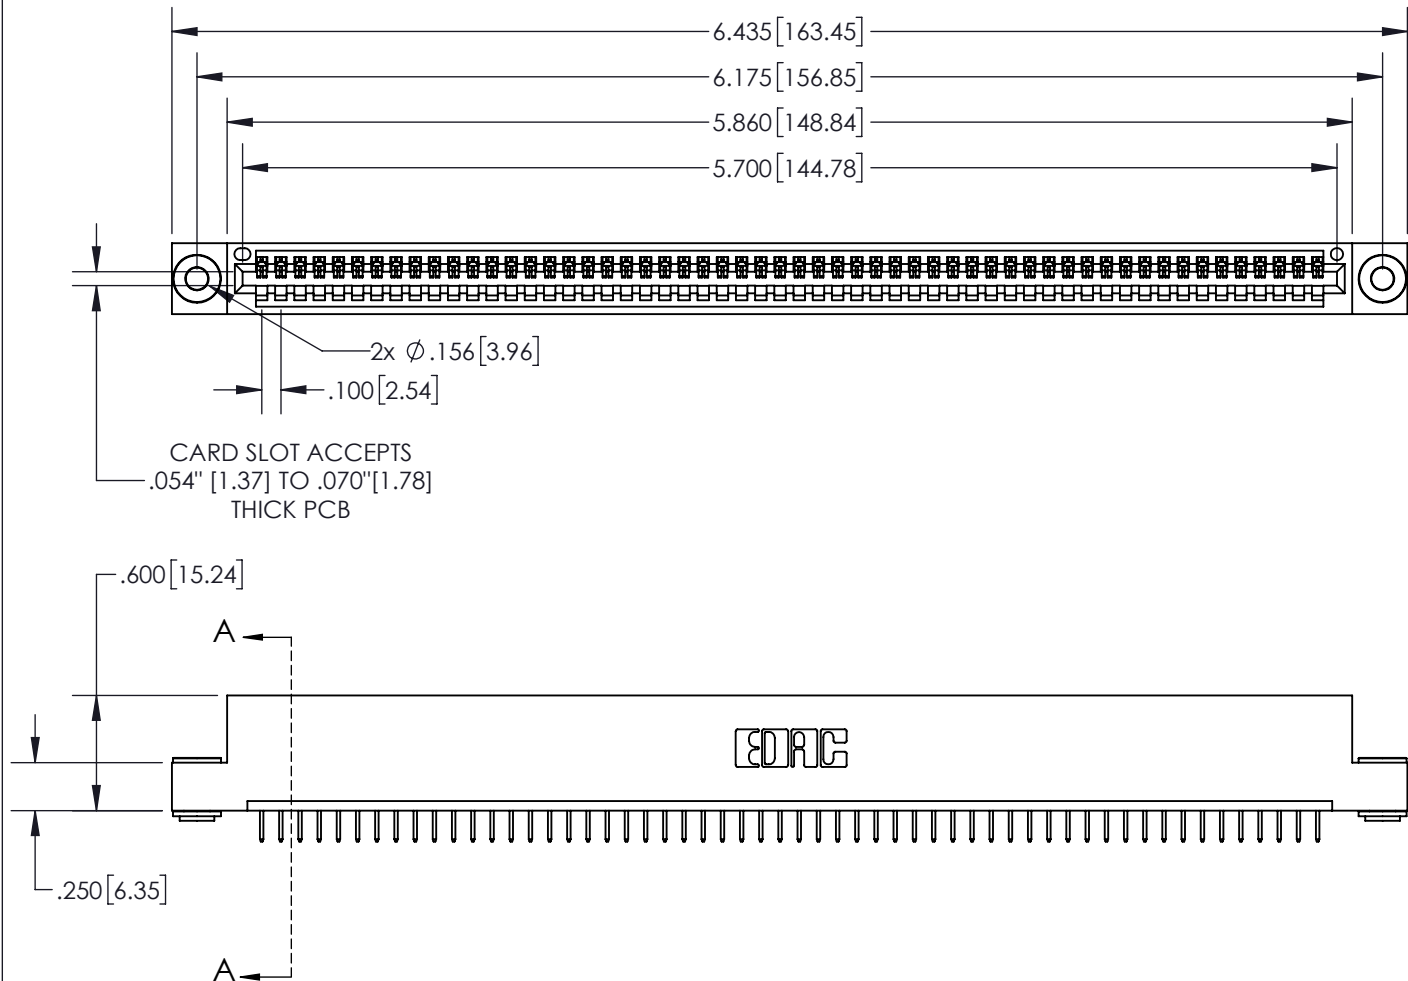 6.435[163.45]
6.175[156.85]
5.860[148.84]
5.700[144.78]
2x Ø.156[3.96]
.100[2.54]
CARD SLOT ACCEPTS
.054" [1.37] TO .070"[1.78]
THICK PCB
.600[15.24]
A
EDAC
.250[6.35]
A